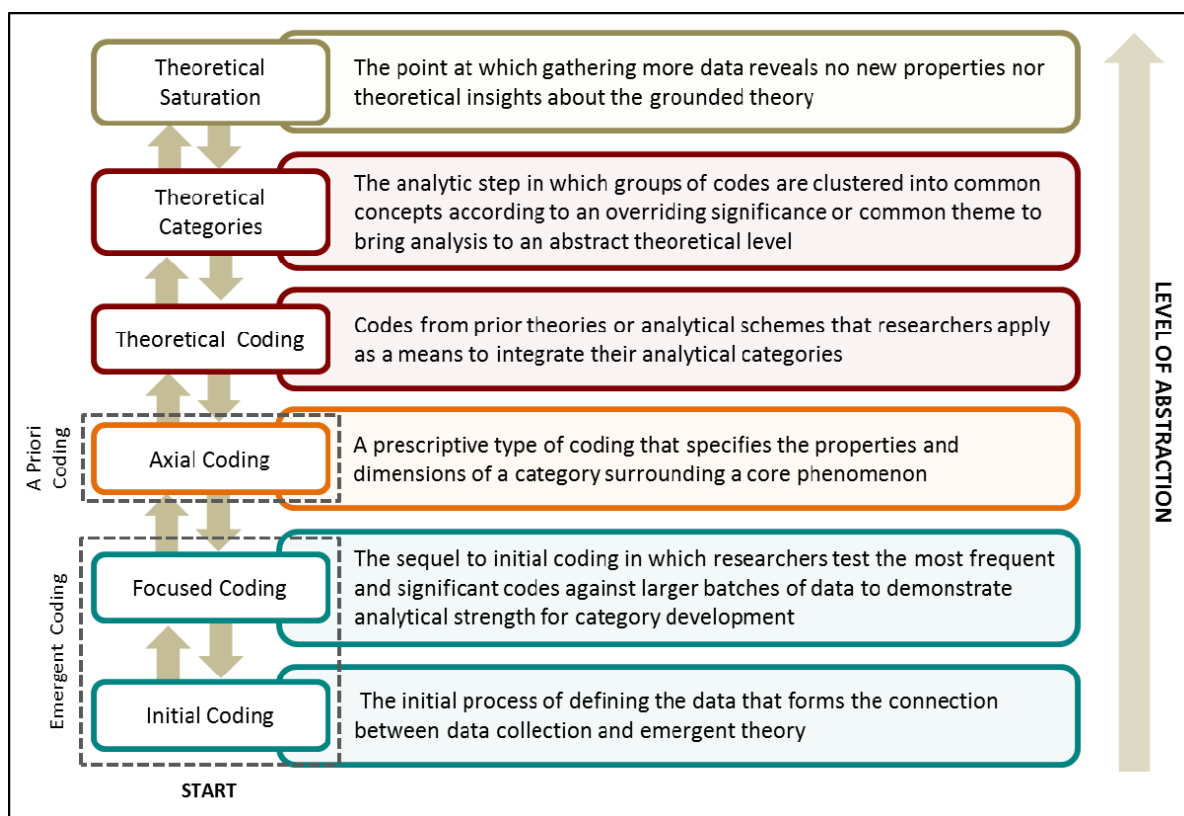 Theoretical
Saturation
The point at which gathering more data reveals no new properties nor
theoretical insights about the grounded theory
Theoretical
Categories
The analytic step in which groups of codes are clustered into common
concepts according to an overriding significance or common theme to
bring analysis to an abstract theoretical level
Theoretical Coding
Codes from prior theories or analytical schemes that researchers apply
as a means to integrate their analytical categories
A Priori
Coding
Axial Coding
A prescriptive type of coding that specifies the properties and
dimensions of a category surrounding a core phenomenon
Emergent Coding
Focused Coding
The sequel to initial coding in which researchers test the most frequent
and significant codes against larger batches of data to demonstrate
analytical strength for category development
Initial Coding
The initial process of defining the data that forms the connection
between data collection and emergent theory
START
LEVEL OF ABSTRACTION